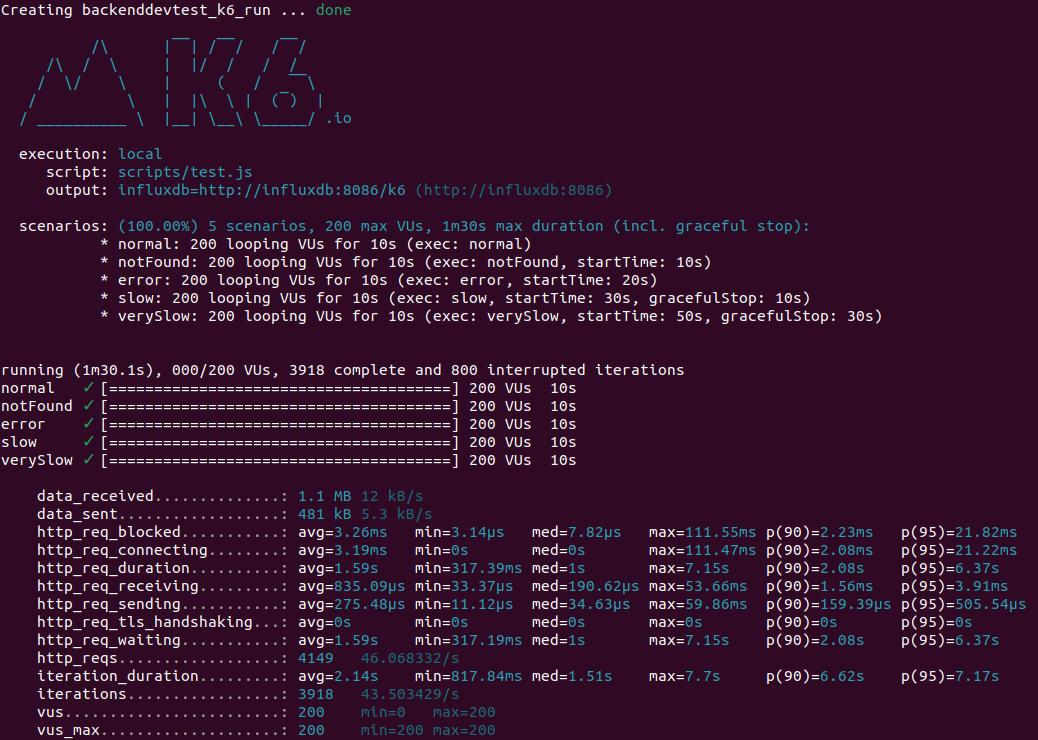 Creating backenddevtest_k6_run ... done
.io
execution: local
script: scripts/test.js
output: influxdb=http://influxdb:8086/k6 (http://influxdb:8086)
scenarios: (100.00%) 5 scenarios, 200 max VUs, 1m30s max duration (incl. graceful stop):
* normal: 200 looping VUs for 10s (exec: normal)
* notFound: 200 looping VUs for 10s (exec: notFound, startTime: 10s)
* error: 200 looping VUs for 10s (exec: error, startTime: 20s)
* slow: 200 looping VUs for 10s (exec: slow, startTime: 30s, gracefulStop: 10s)
* verySlow: 200 looping VUs for 10s (exec: verySlow, startTime: 50s, gracefulStop: 30s)
running (1m30.1s), 000/200 VUs, 3918 complete and 800 interrupted iterations
normal ✓ [======================================] 200 VUs 10s
notFound ✓ [======================================] 200 VUs 10s
error ✓ [======================================] 200 VUs 10s
slow ✓ [======================================] 200 VUs 10s
verySlow ✓ [======================================] 200 VUs 10s
data_received..............: 1.1 MB 12 kB/s
data_sent..................: 481 kB 5.3 kB/s
http_req_blocked...........: avg=3.26ms min=3.14µs med=7.82µs max=111.55ms p(90)=2.23ms p(95)=21.82ms
http_req_connecting........: avg=3.19ms min=0s med=0s max=111.47ms p(90)=2.08ms p(95)=21.22ms
http_req_duration..........: avg=1.59s min=317.39ms med=1s max=7.15s p(90)=2.08s p(95)=6.37s
http_req_receiving.........: avg=835.09µs min=33.37µs med=190.62µs max=53.66ms p(90)=1.56ms p(95)=3.91ms
http_req_sending...........: avg=275.48µs min=11.12µs med=34.63µs max=59.86ms p(90)=159.39µs p(95)=505.54µs
http_req_tls_handshaking...: avg=0s min=0s med=0s max=0s p(90)=0s p(95)=0s
http_req_waiting...........: avg=1.59s min=317.19ms med=1s max=7.15s p(90)=2.08s p(95)=6.37s
http_reqs..................: 4149 46.068332/s
iteration_duration.........: avg=2.14s min=817.84ms med=1.51s max=7.7s p(90)=6.62s p(95)=7.17s
iterations.................: 3918 43.503429/s
vus........................: 200 min=0 max=200
vus_max....................: 200 min=200 max=200